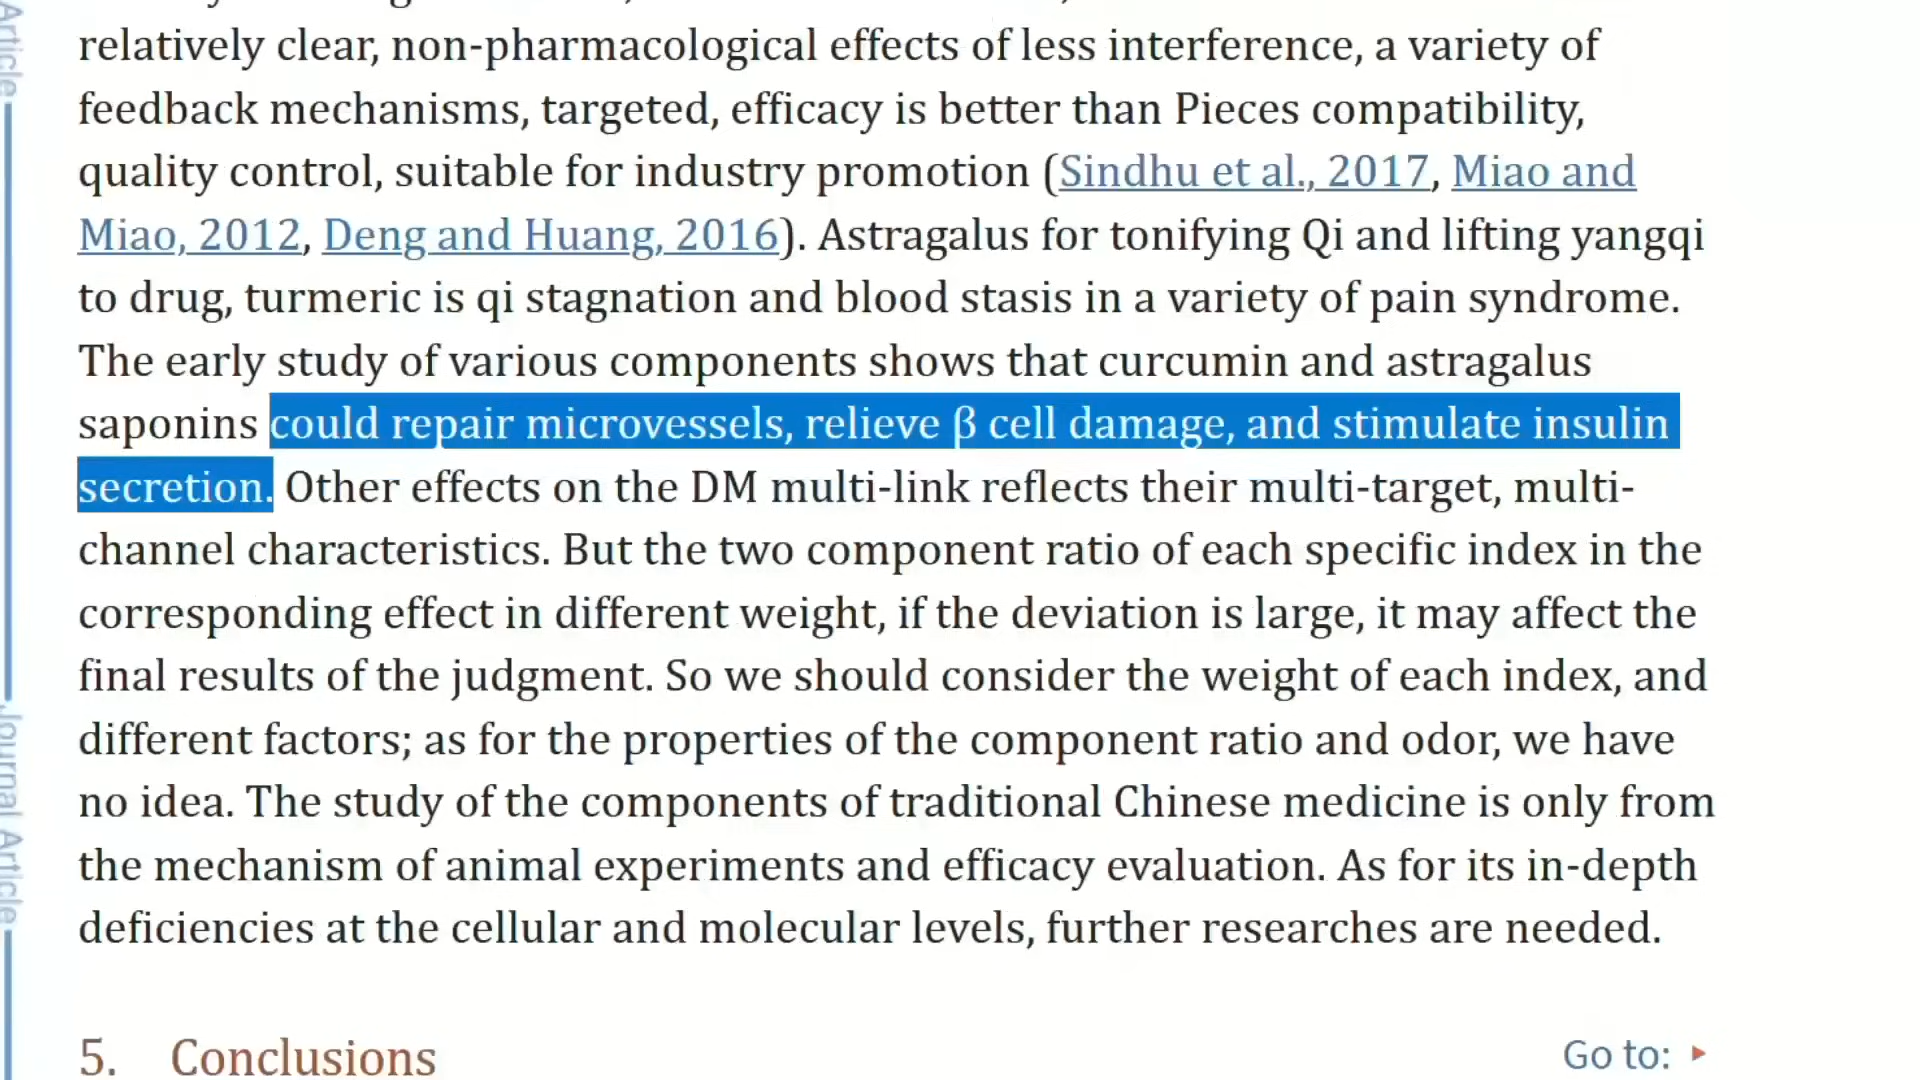 relatively clear, non-pharmacological effects of less interference, a variety of
feedback mechanisms, targeted, efficacy is better than Pieces compatibility,
quality control, suitable for industry promotion (Sindhu et al., 2017, Miao and
Miao, 2012, Deng and Huang, 2016). Astragalus for tonifying Qi and lifting yangqi
to drug, turmeric is qi stagnation and blood stasis in a variety of pain syndrome.
The early study of various components shows that curcumin and astragalus
saponins could repair microvessels, relieve β cell damage, and stimulate insulin
secretion. Other effects on the DM multi-link reflects their multi-target, multi-
channel characteristics. But the two component ratio of each specific index in the
corresponding effect in different weight, if the deviation is large, it may affect the
final results of the judgment. So we should consider the weight of each index, and
different factors; as for the properties of the component ratio and odor, we have
no idea. The study of the components of traditional Chinese medicine is only from
the mechanism of animal experiments and efficacy evaluation. As for its in-depth
deficiencies at the cellular and molecular levels, further researches are needed.
5. Conclusions
Go to:
Article
Journal Article